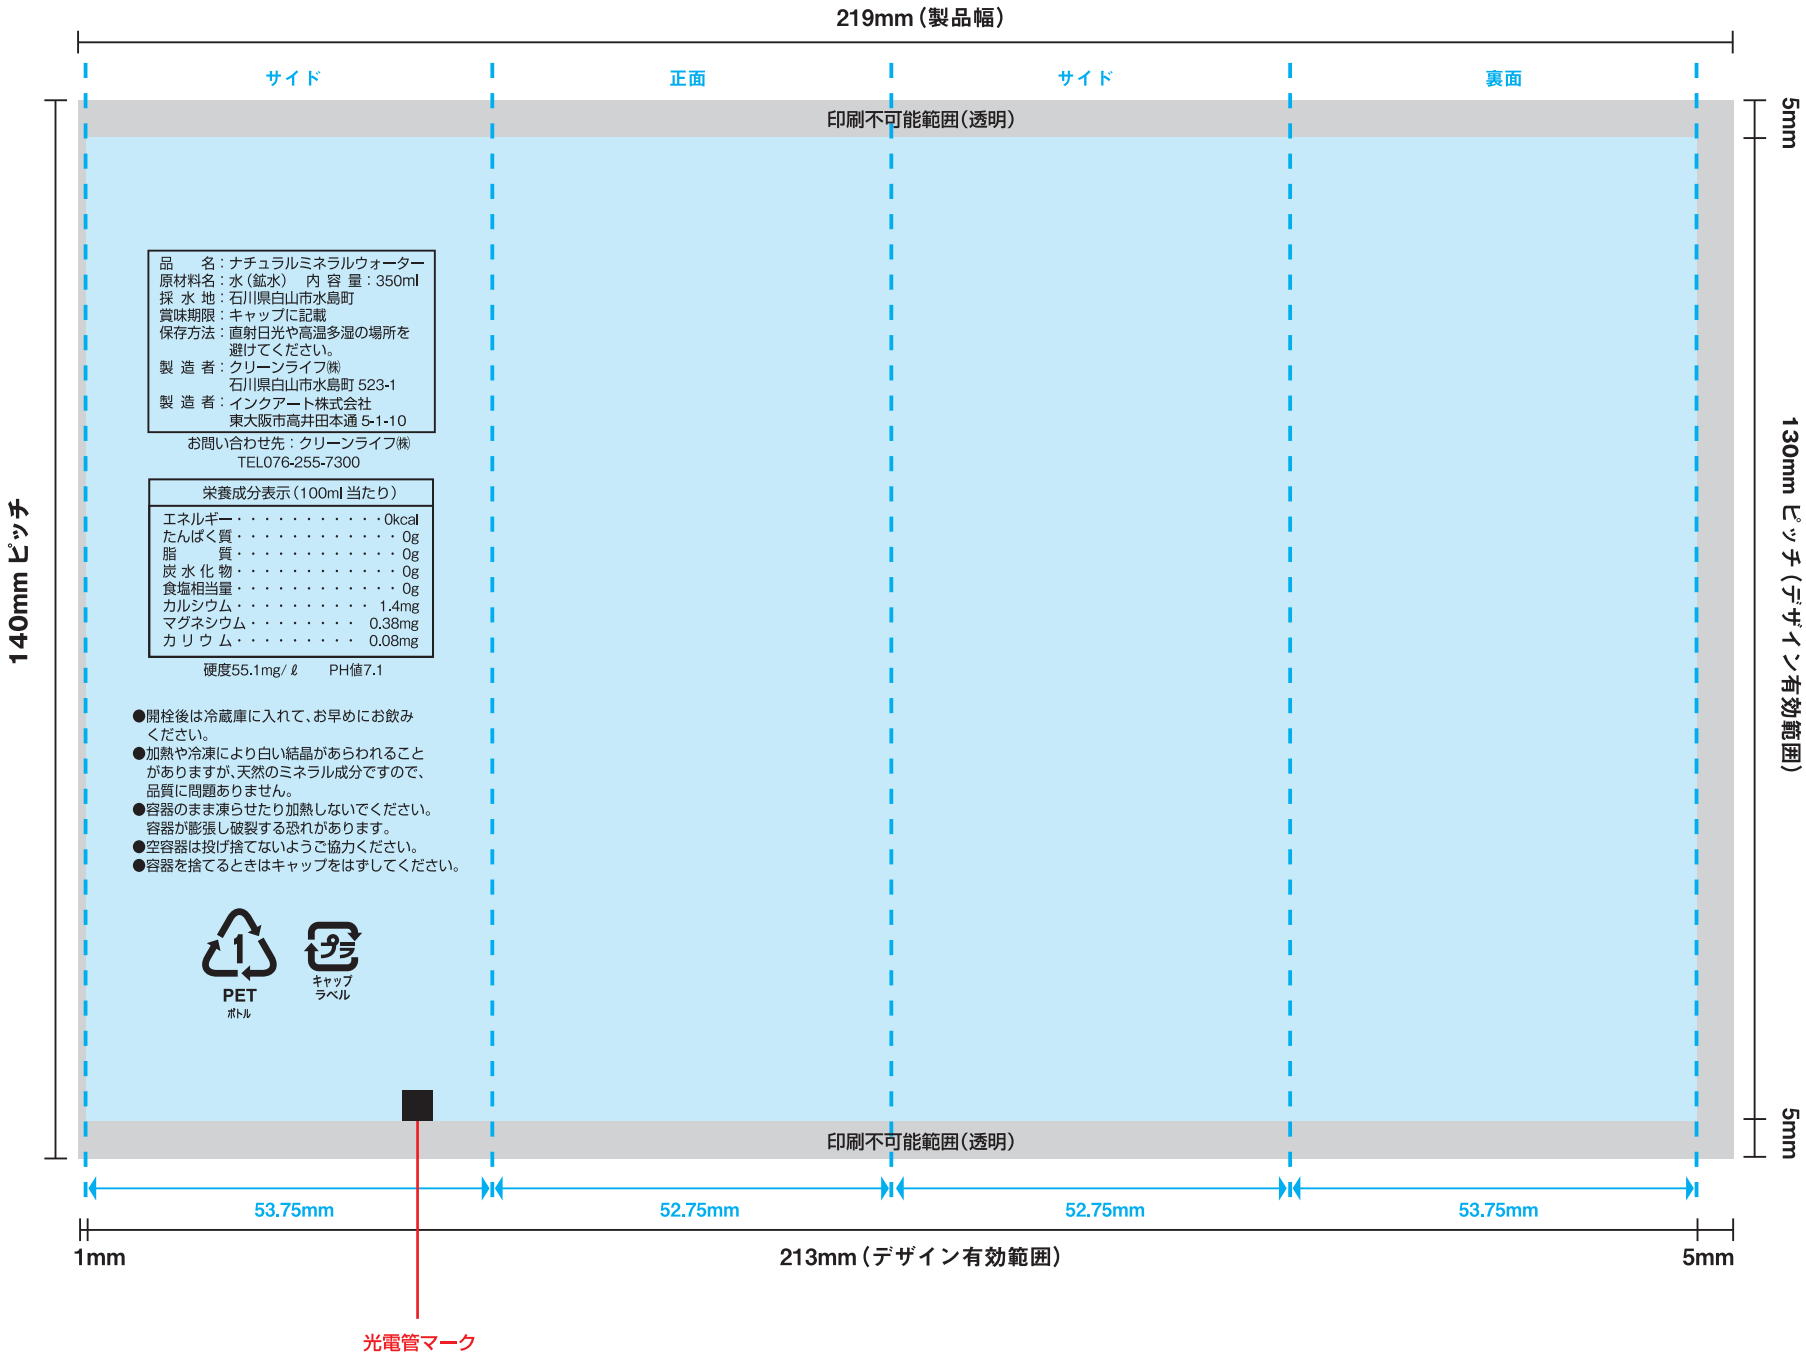 219mm（製品幅）
サイド 正面 サイド 裏面
印刷不可能範囲（透明）
5mm
140mm ピッチ
130mm ピッチ（デザイン有効範囲）
品　　名：ナチュラルミネラルウォーター
原材料名：水（鉱水）　内 容 量：350ml
採 水 地：石川県白山市水島町
賞味期限：キャップに記載
保存方法：直射日光や高温多湿の場所を
避けてください。
製 造 者：クリーンライフ㈱
石川県白山市水島町 523-1
製 造 者：インクアート株式会社
東大阪市高井田本通 5-1-10
お問い合わせ先：クリーンライフ㈱
TEL076-255-7300
栄養成分表示（100ml 当たり）
エネルギー・・・・・・・・・・・0kcal
たんぱく質・・・・・・・・・・・・0g
脂　　質・・・・・・・・・・・・0g
炭 水 化 物・・・・・・・・・・・・0g
食塩相当量・・・・・・・・・・・・0g
カルシウム・・・・・・・・・・1.4mg
マグネシウム・・・・・・・・0.38mg
カ リ ウ ム・・・・・・・・・0.08mg
硬度55.1mg/ℓ　PH値7.1
●開栓後は冷蔵庫に入れて、お早めにお飲み
ください。
●加熱や冷凍により白い結晶があらわれること
がありますが、天然のミネラル成分ですので、
品質に問題ありません。
●容器のまま凍らせたり加熱しないでください。
容器が膨張し破裂する恐れがあります。
●空容器は投げ捨てないようご協力ください。
●容器を捨てるときはキャップをはずしてください。
1
PET
ボトル
プラ
キャップ
ラベル
印刷不可能範囲（透明）
5mm
53.75mm 52.75mm 52.75mm 53.75mm
1mm 213mm（デザイン有効範囲） 5mm
光電管マーク